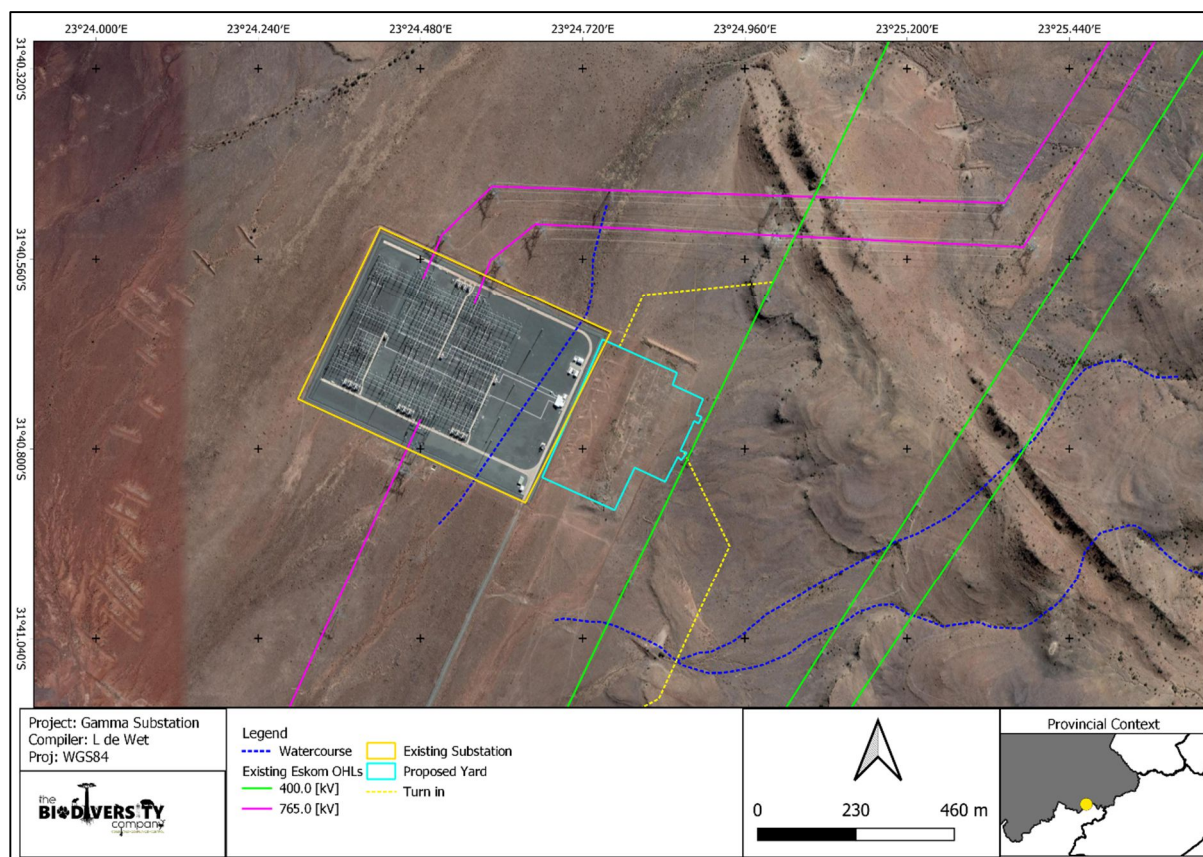 23°24.000′E 23°24.240′E 23°24.480′E 23°24.720′E 23°24.960′E 23°25.200′E 23°25.440′E
31°40.320′S
31°40.560′S
31°40.800′S
31°41.040′S
Project: Gamma Substation
Compiler: L de Wet
Proj: WGS84
the
BIODIVERSITY
company
Legend
Watercourse
Existing Eskom OHLs
400.0 [kV]
765.0 [kV]
Existing Substation
Proposed Yard
Turn in
0 230 460 m
Provincial Context